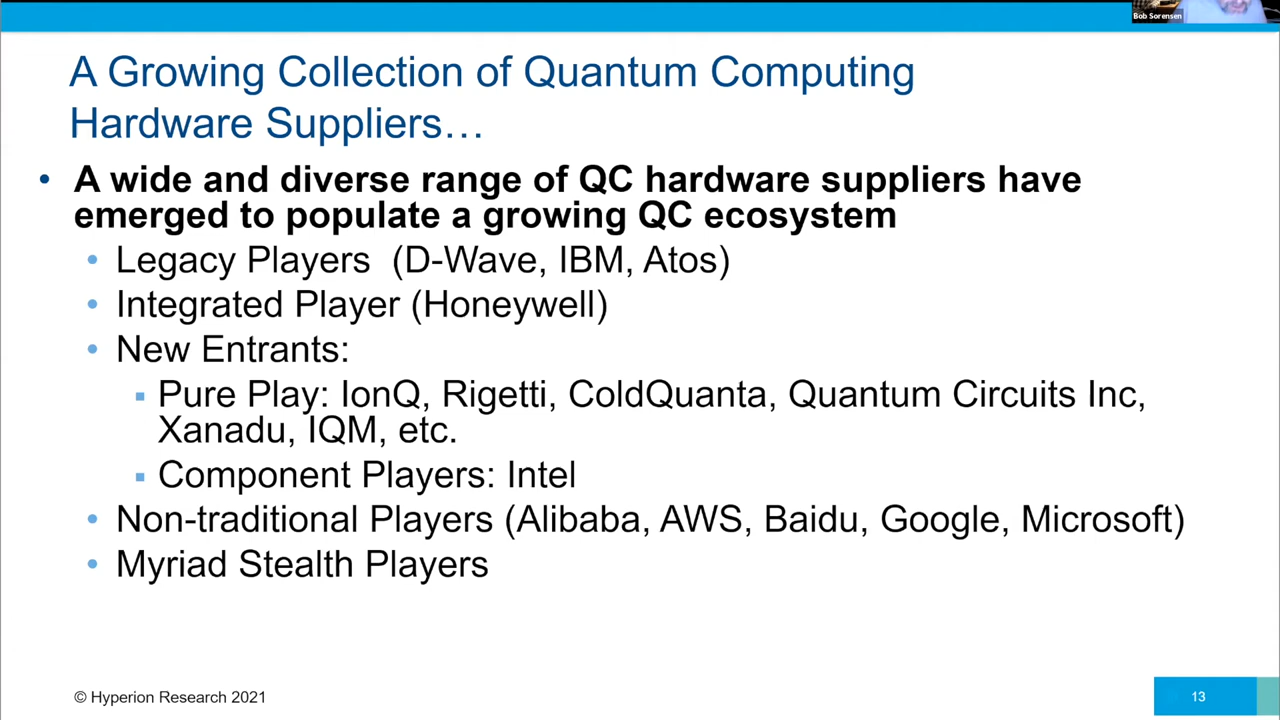 Bob Sorensen
A Growing Collection of Quantum Computing
Hardware Suppliers…
• A wide and diverse range of QC hardware suppliers have
emerged to populate a growing QC ecosystem
• Legacy Players (D-Wave, IBM, Atos)
• Integrated Player (Honeywell)
• New Entrants:
▪ Pure Play: IonQ, Rigetti, ColdQuanta, Quantum Circuits Inc,
Xanadu, IQM, etc.
▪ Component Players: Intel
• Non-traditional Players (Alibaba, AWS, Baidu, Google, Microsoft)
• Myriad Stealth Players
© Hyperion Research 2021
13